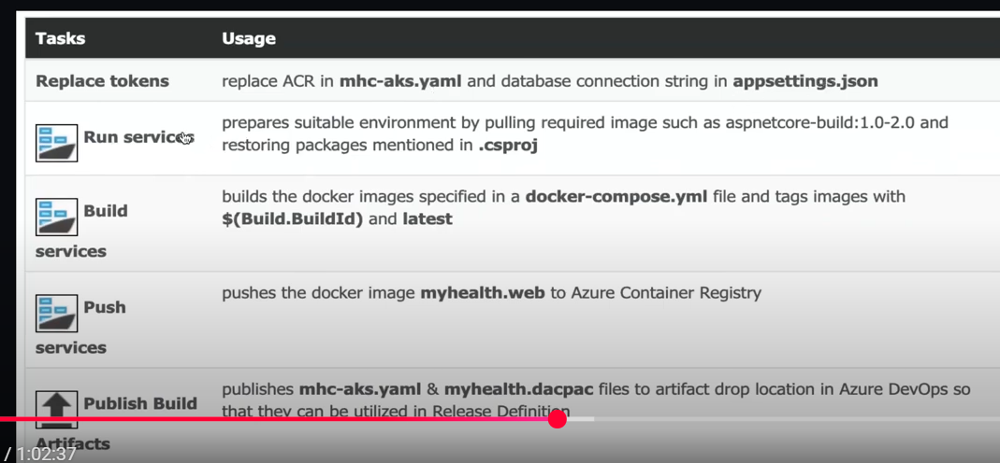 Tasks Usage
Replace tokens replace ACR in mhc-aks.yaml and database connection string in appsettings.json
Run services prepares suitable environment by pulling required image such as aspnetcore-build:1.0-2.0 and
restoring packages mentioned in .csproj
Build builds the docker images specified in a docker-compose.yml file and tags images with
services $(Build.BuildId) and latest
Push pushes the docker image myhealth.web to Azure Container Registry
services
Publish Build publishes mhc-aks.yaml & myhealth.dacpac files to artifact drop location in Azure DevOps so
that they can be utilized in Release Definition
Artifacts
/ 1:02:37